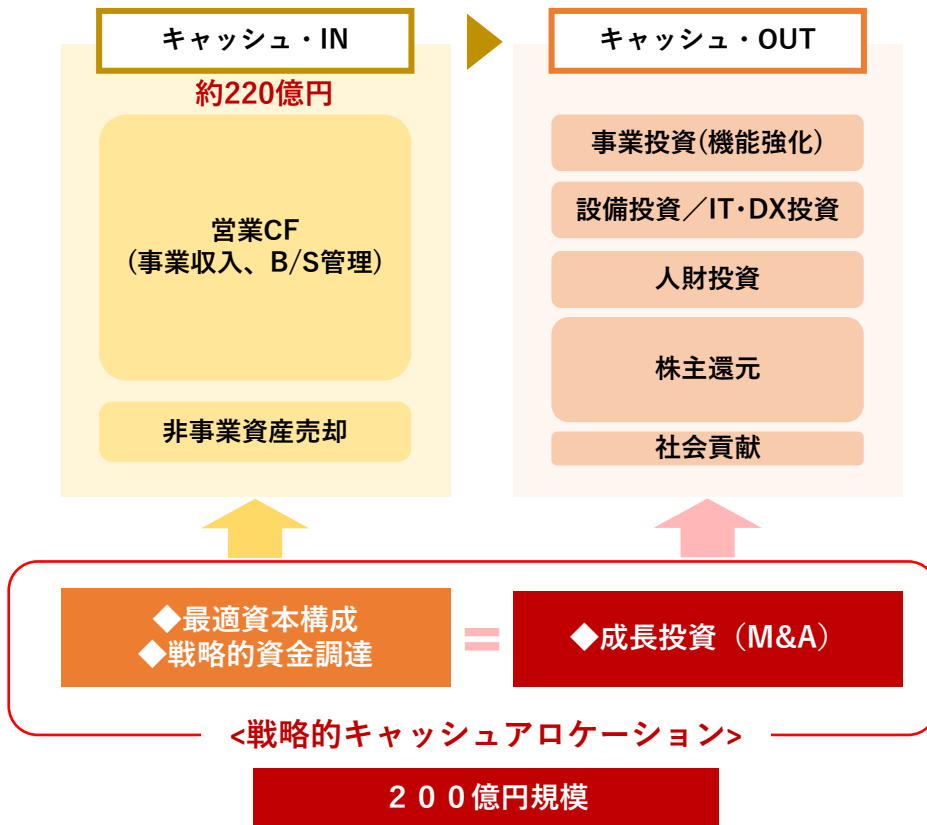 キャッシュ・IN
キャッシュ・OUT
約220億円
営業CF
(事業収入、B/S管理)
非事業資産売却
事業投資(機能強化)
設備投資／IT・DX投資
人財投資
株主還元
社会貢献
◆最適資本構成
◆戦略的資金調達
=
◆成長投資（M&A）
<戦略的キャッシュアロケーション>
２００億円規模